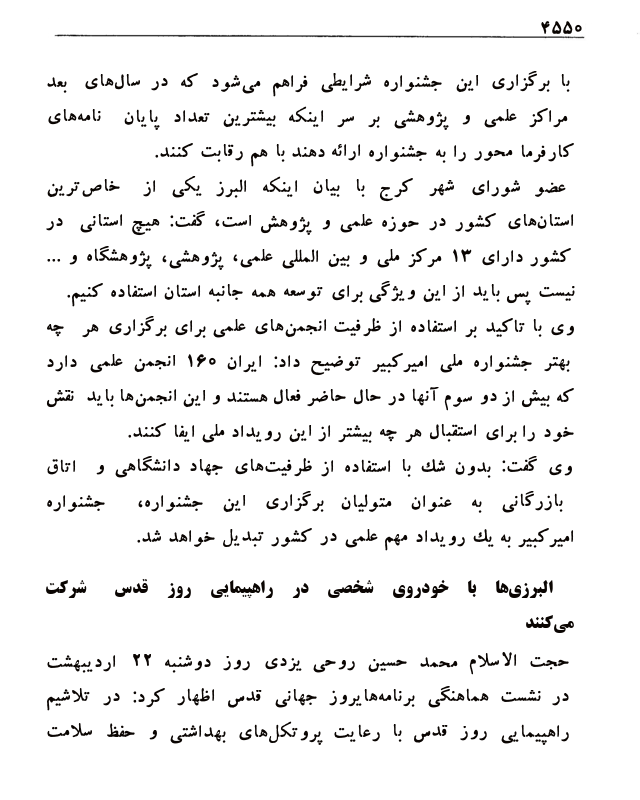 ۴۵۵۰
با برگزاری این جشنواره شرایطی فراهم می‌شود که در سال‌های بعد
مراکز علمی و پژوهشی بر سر اینکه بیشترین تعداد پایان نامه‌های
کارفرما محور را به جشنواره ارائه دهند با هم رقابت کنند.
عضو شورای شهر کرج با بیان اینکه البرز یکی از خاص‌ترین
استان‌های کشور در حوزه علمی و پژوهش است، گفت: هیچ استانی در
کشور دارای ۱۳ مرکز ملی و بین المللی علمی، پژوهشی، پژوهشگاه و ...
نیست پس باید از این ویژگی برای توسعه همه جانبه استان استفاده کنیم.
وی با تاکید بر استفاده از ظرفیت انجمن‌های علمی برای برگزاری هر چه
بهتر جشنواره ملی امیرکبیر توضیح داد: ایران ۱۶۰ انجمن علمی دارد
که بیش از دو سوم آنها در حال حاضر فعال هستند و این انجمن‌ها باید نقش
خود را برای استقبال هر چه بیشتر از این رویداد ملی ایفا کنند.
وی گفت: بدون شك با استفاده از ظرفیت‌های جهاد دانشگاهی و اتاق
بازرگانی به عنوان متولیان برگزاری این جشنواره، جشنواره
امیرکبیر به یك رویداد مهم علمی در کشور تبدیل خواهد شد.
البرزی‌ها با خودروی شخصی در راهپیمایی روز قدس شرکت
می‌کنند
حجت الاسلام محمد حسین روحی یزدی روز دوشنبه ۲۲ اردیبهشت
در نشست هماهنگی برنامه‌هایروز جهانی قدس اظهار کرد: در تلاشیم
راهپیمایی روز قدس با رعایت پروتکل‌های بهداشتی و حفظ سلامت